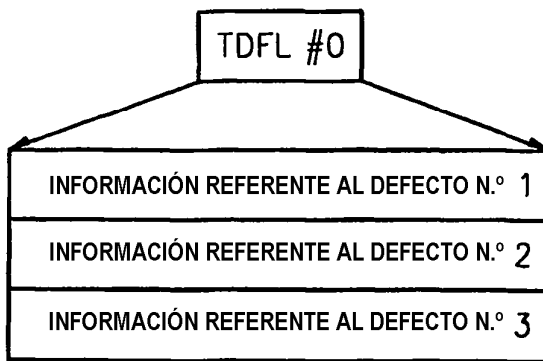 TDFL #0
INFORMACIÓN REFERENTE AL DEFECTO N.º 1
INFORMACIÓN REFERENTE AL DEFECTO N.º 2
INFORMACIÓN REFERENTE AL DEFECTO N.º 3